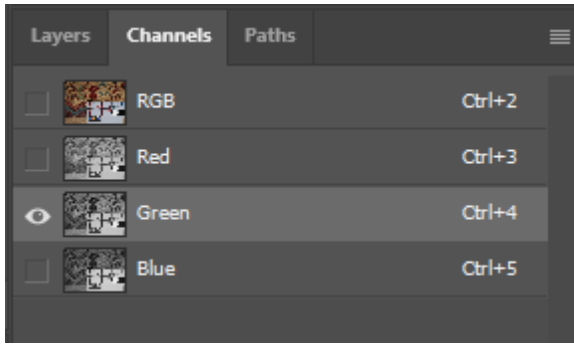 Layers Channels Paths
RGB Ctrl+2
Red Ctrl+3
Green Ctrl+4
Blue Ctrl+5